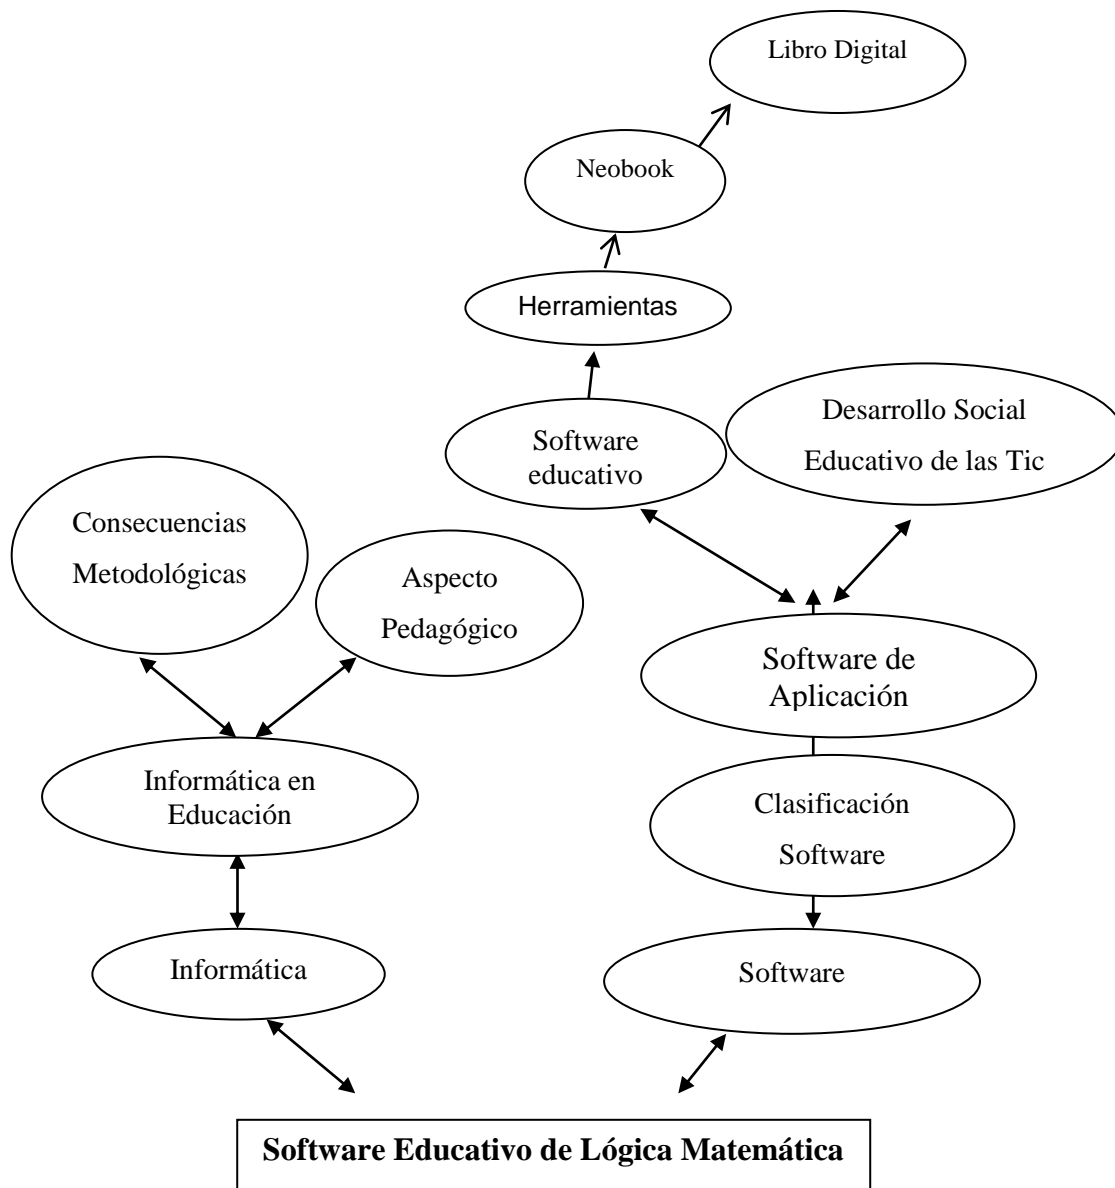 Libro Digital
Neobook
Herramientas
Software
educativo
Desarrollo Social
Educativo de las Tic
Consecuencias
Metodológicas
Aspecto
Pedagógico
Software de
Aplicación
Informática en
Educación
Clasificación
Software
Informática
Software
Software Educativo de Lógica Matemática